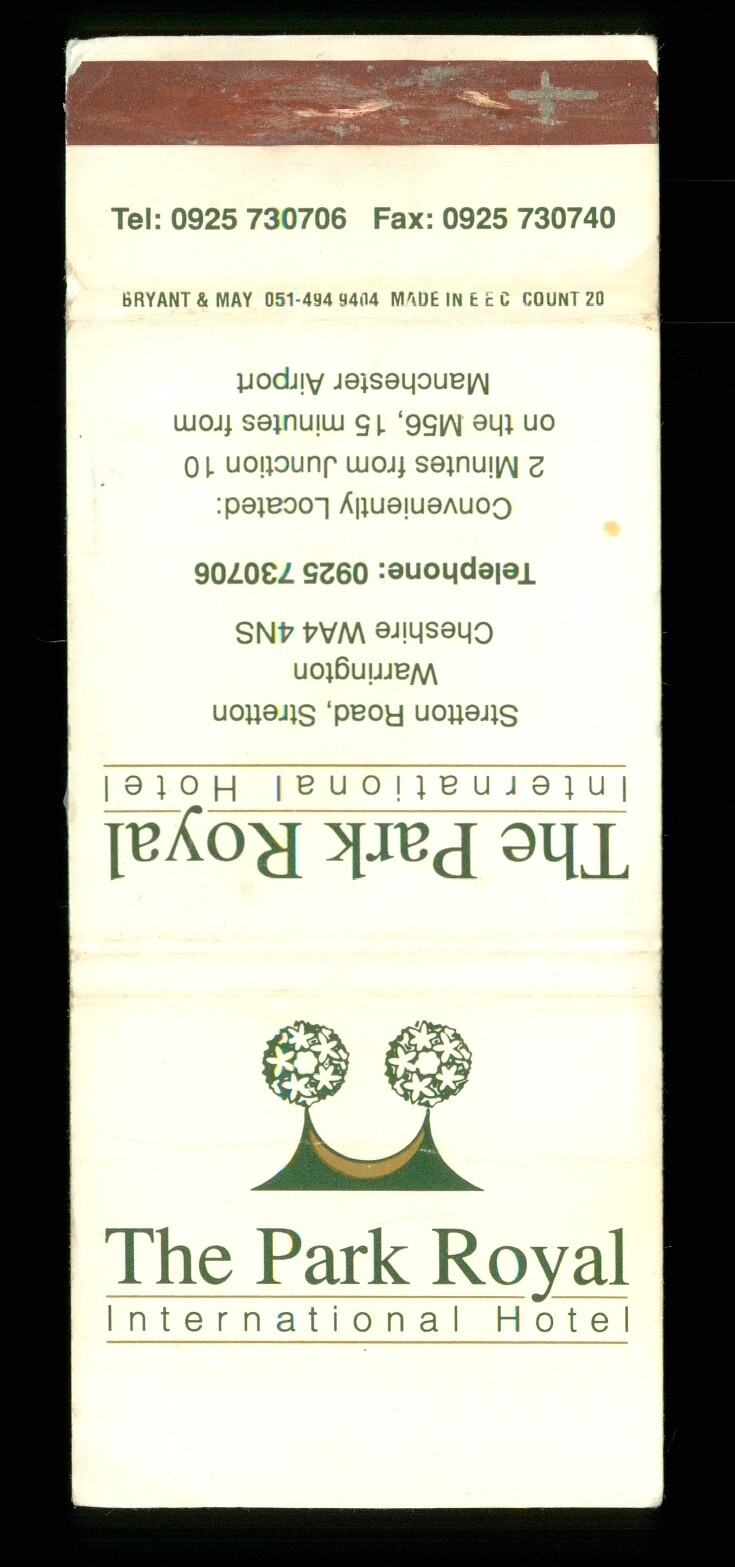 Tel: 0925 730706 Fax: 0925 730740
BRYANT & MAY 051-494 9404 MADE IN E E C COUNT 20
The Park Royal
International Hotel
Stretton Road, Stretton
Warrington
Cheshire WA4 4NS
Telephone: 0925 730706
Conveniently Located:
2 Minutes from Junction 10
on the M56, 15 minutes from
Manchester Airport
The Park Royal
International Hotel